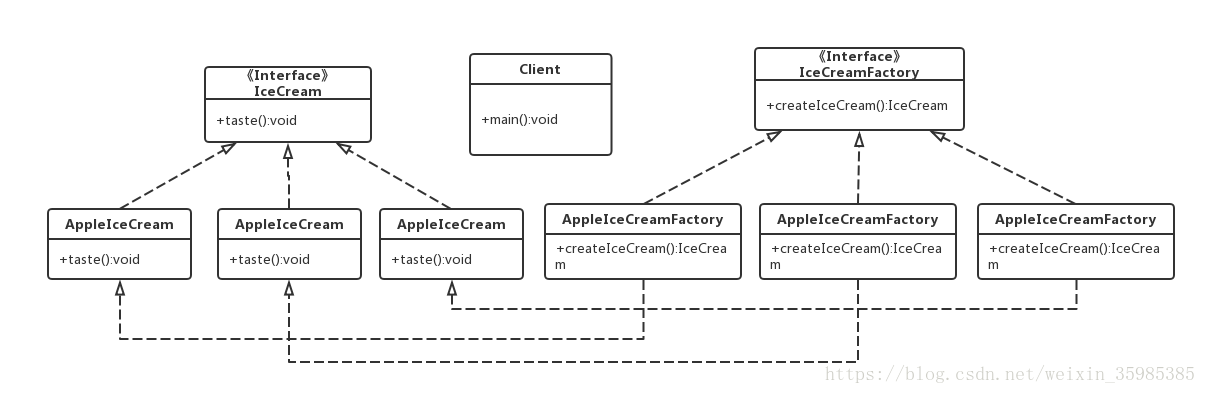 《Interface》
IceCream
+taste():void
Client
+main():void
《Interface》
IceCreamFactory
+createIceCream():IceCream
AppleIceCream
+taste():void
AppleIceCream
+taste():void
AppleIceCream
+taste():void
AppleIceCreamFactory
+createIceCream():IceCrea
m
AppleIceCreamFactory
+createIceCream():IceCrea
m
AppleIceCreamFactory
+createIceCream():IceCrea
m
https://blog.csdn.net/weixin_35985385